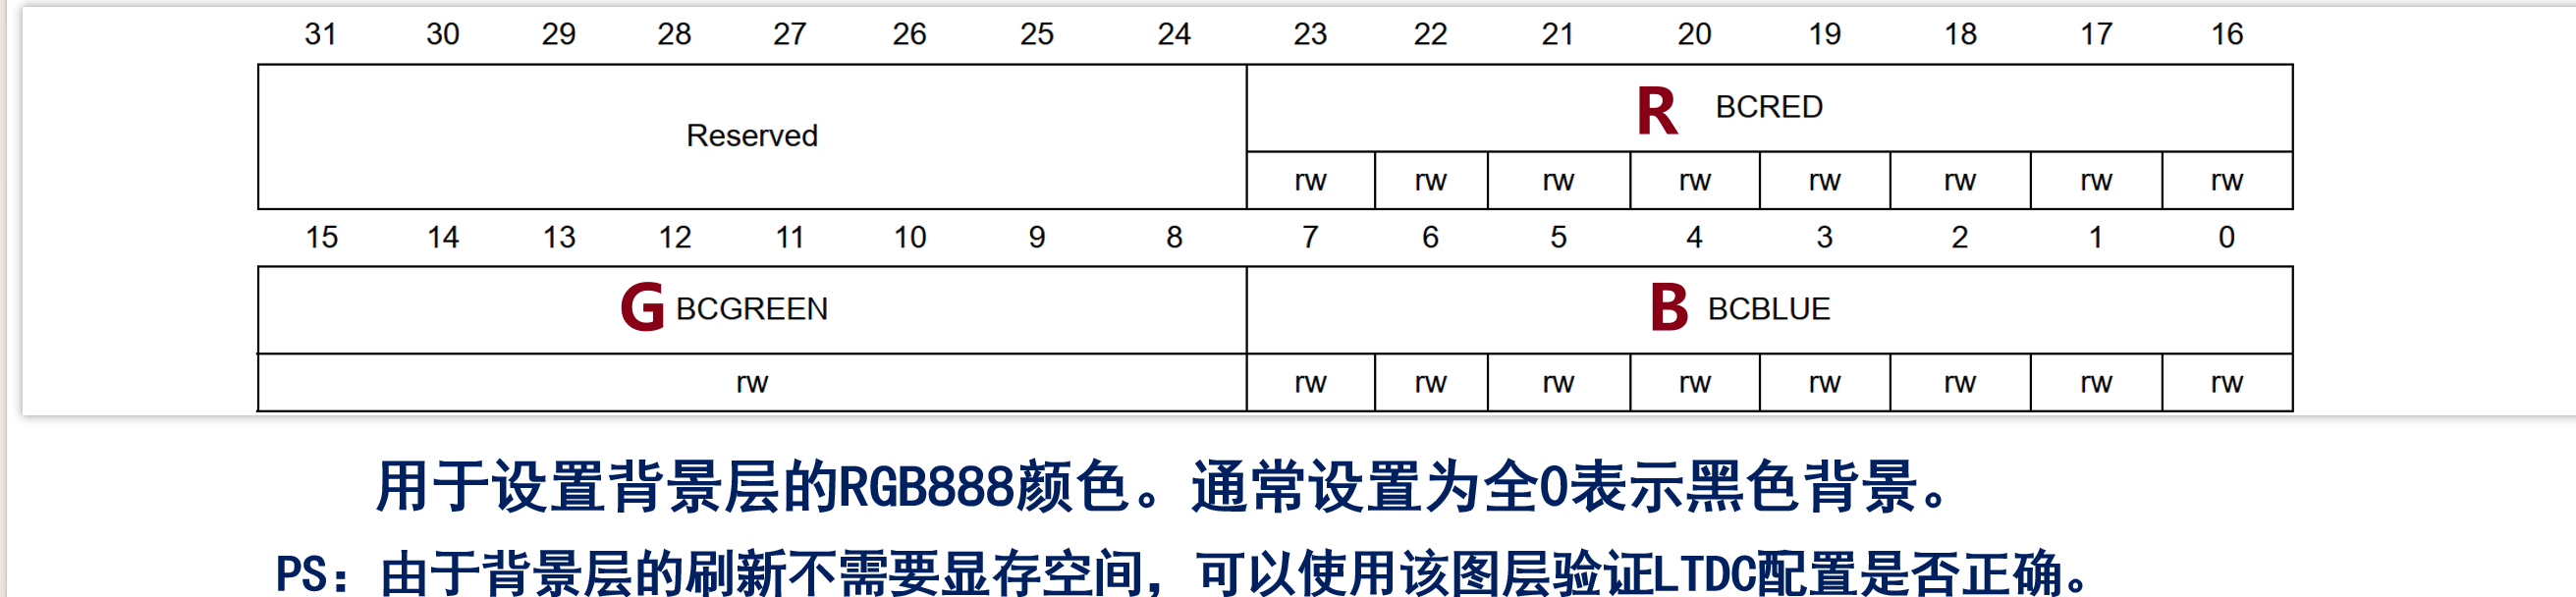 31 30 29 28 27 26 25 24 23 22 21 20 19 18 17 16
Reserved R BCRED
rw rw rw rw rw rw rw rw
15 14 13 12 11 10 9 8 7 6 5 4 3 2 1 0
G BCGREEN B BCBLUE
rw rw rw rw rw rw rw rw rw
用于设置背景层的RGB888颜色。通常设置为全0表示黑色背景。
PS：由于背景层的刷新不需要显存空间，可以使用该图层验证LTDC配置是否正确。